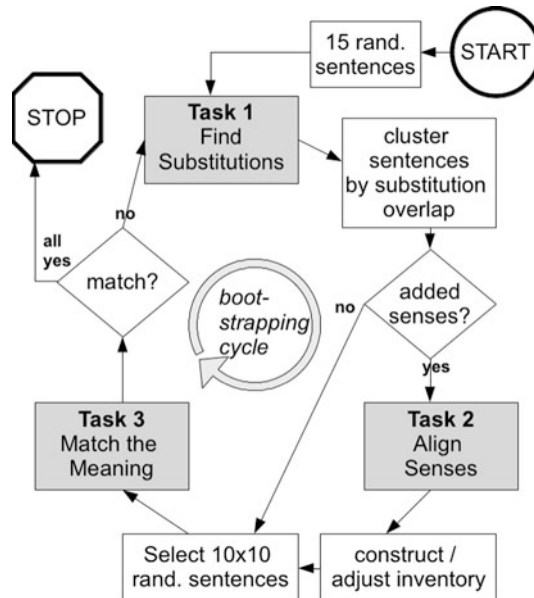 15 rand.
sentences
START
STOP
Task 1
Find
Substitutions
cluster
sentences
by substitution
overlap
no
all
yes
match?
boot-
strapping
cycle
no
added
senses?
yes
Task 3
Match the
Meaning
Task 2
Align
Senses
Select 10x10
rand. sentences
construct /
adjust inventory